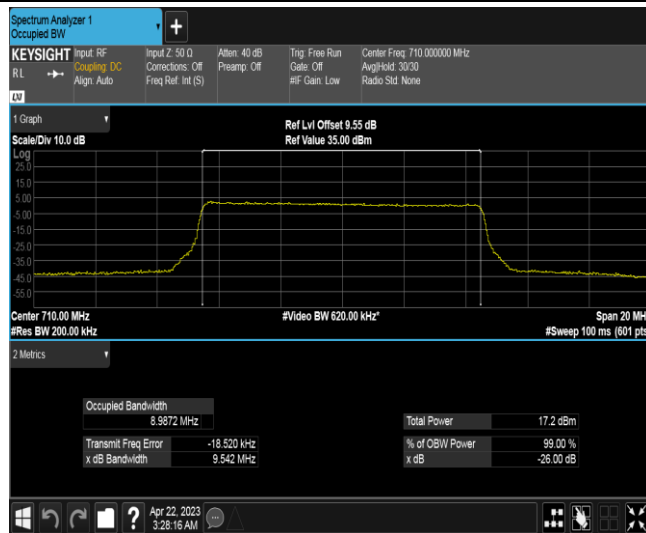 Spectrum Analyzer 1
Occupied BW
+
KEYSIGHT
RL
LXI
Input: RF
Coupling: DC
Align: Auto
Input Z: 50 Ω
Corrections: Off
Freq Ref: Int (S)
Atten: 40 dB
Preamp: Off
Trig: Free Run
Gate: Off
#IF Gain: Low
Center Freq: 710.000000 MHz
Avg|Hold: 30/30
Radio Std: None
1 Graph
Scale/Div 10.0 dB
Ref Lvl Offset 9.55 dB
Ref Value 35.00 dBm
Log
25.0
15.0
5.00
-5.00
-15.0
-25.0
-35.0
-45.0
-55.0
Center 710.00 MHz
#Res BW 200.00 kHz
#Video BW 620.00 kHz*
Span 20 MH
#Sweep 100 ms (601 pts
2 Metrics
Occupied Bandwidth
8.9872 MHz
Transmit Freq Error -18.520 kHz
x dB Bandwidth 9.542 MHz
Total Power 17.2 dBm
% of OBW Power 99.00 %
x dB -26.00 dB
?
Apr 22, 2023
3:28:16 AM